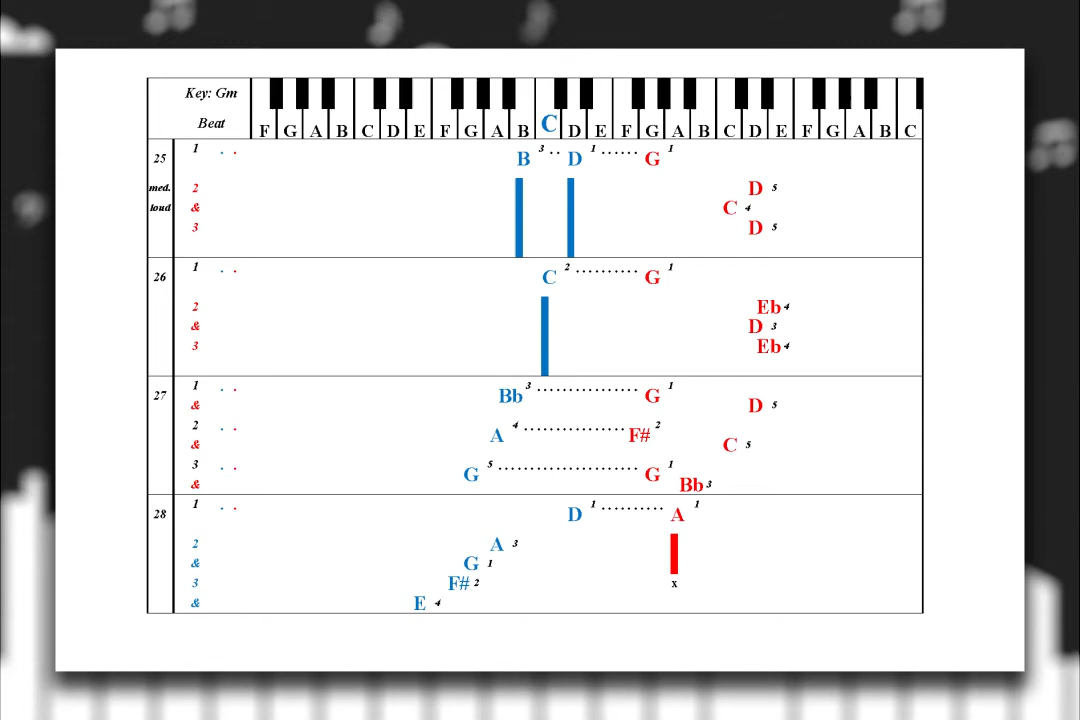 Key: Gm
Beat
F G A B C D E F G A B C D E F G A B C D E F G A B C
25 1 . . B 3 .. D 1 ...... G 1
med. 2 D 5
loud & C 4
3 D 5
26 1 . . C 2 .......... G 1
2 Eb 4
& D 3
3 Eb 4
27 1 . . Bb 3 ................ G 1
& D 5
2 . . A 4 ................ F# 2
& C 5
3 . . G 5 ...................... G 1
& Bb 3
28 1 . . D 1 .......... A 1
2 A 3
& G 1
3 F# 2 x
& E 4